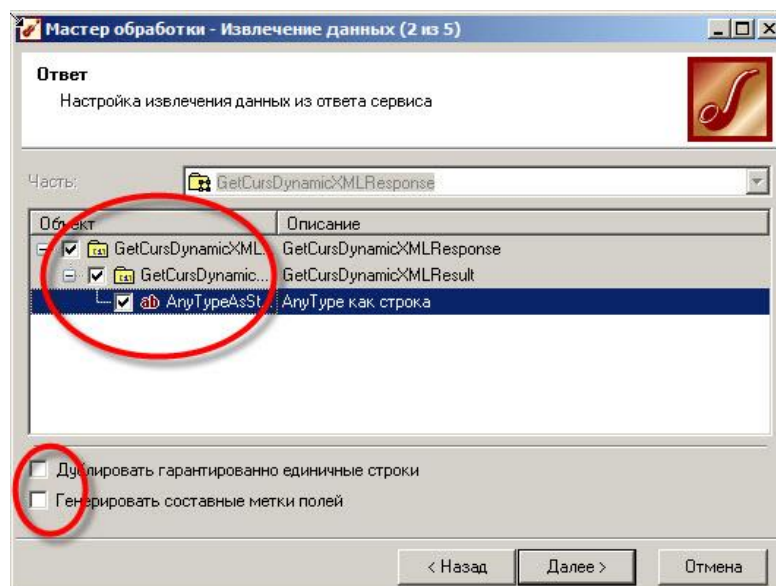 Мастер обработки - Извлечение данных (2 из 5)
Ответ
Настройка извлечения данных из ответа сервиса
Часть: GetCursDynamicXMLResponse
Объект Описание
GetCursDynamicXML... GetCursDynamicXMLResponse
GetCursDynamic... GetCursDynamicXMLResult
ab AnyTypeAsSt... AnyType как строка
Дублировать гарантированно единичные строки
Генерировать составные метки полей
< Назад Далее > Отмена